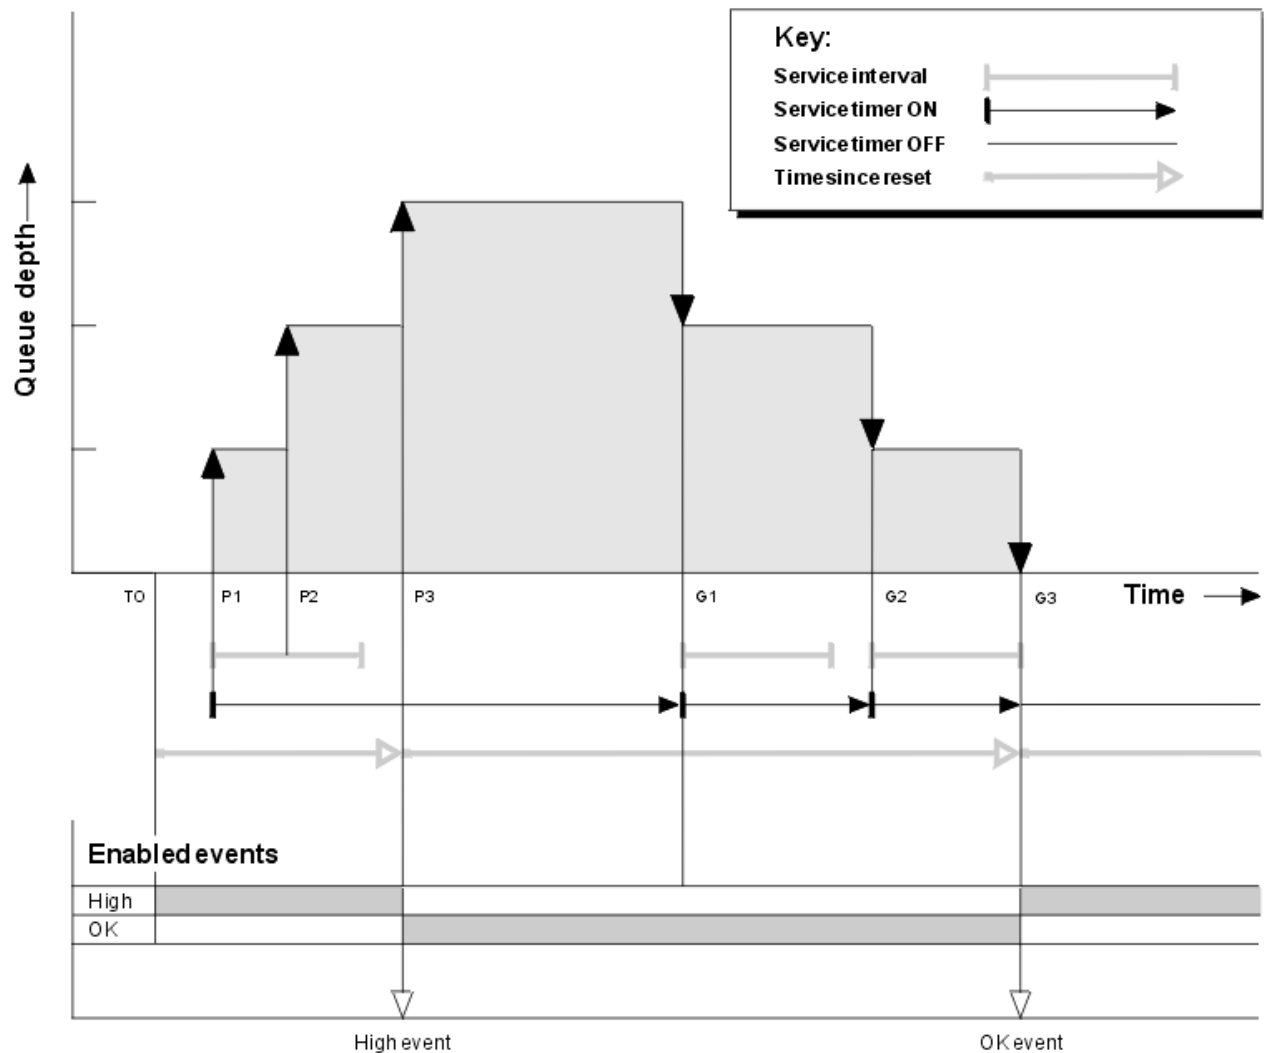 Key:
Service interval
Service timer ON
Service timer OFF
Time since reset
Queue depth
TO P1 P2 P3 G1 G2 G3 Time
Enabled events
High
OK
High event OK event